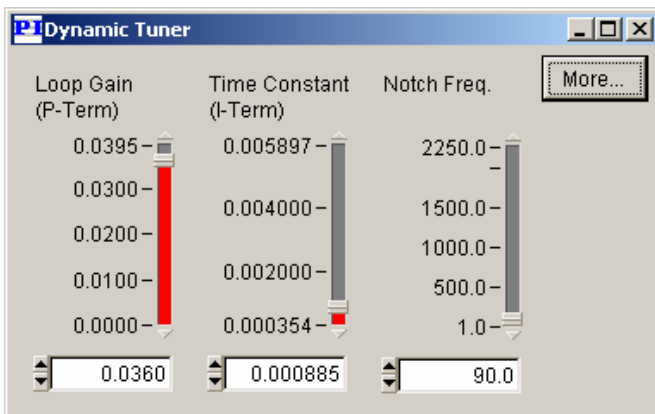 PI Dynamic Tuner
More...
Loop Gain
(P-Term)
0.0395
0.0300
0.0200
0.0100
0.0000
0.0360
Time Constant
(I-Term)
0.005897
0.004000
0.002000
0.000354
0.000885
Notch Freq.
2250.0
1500.0
1000.0
500.0
1.0
90.0